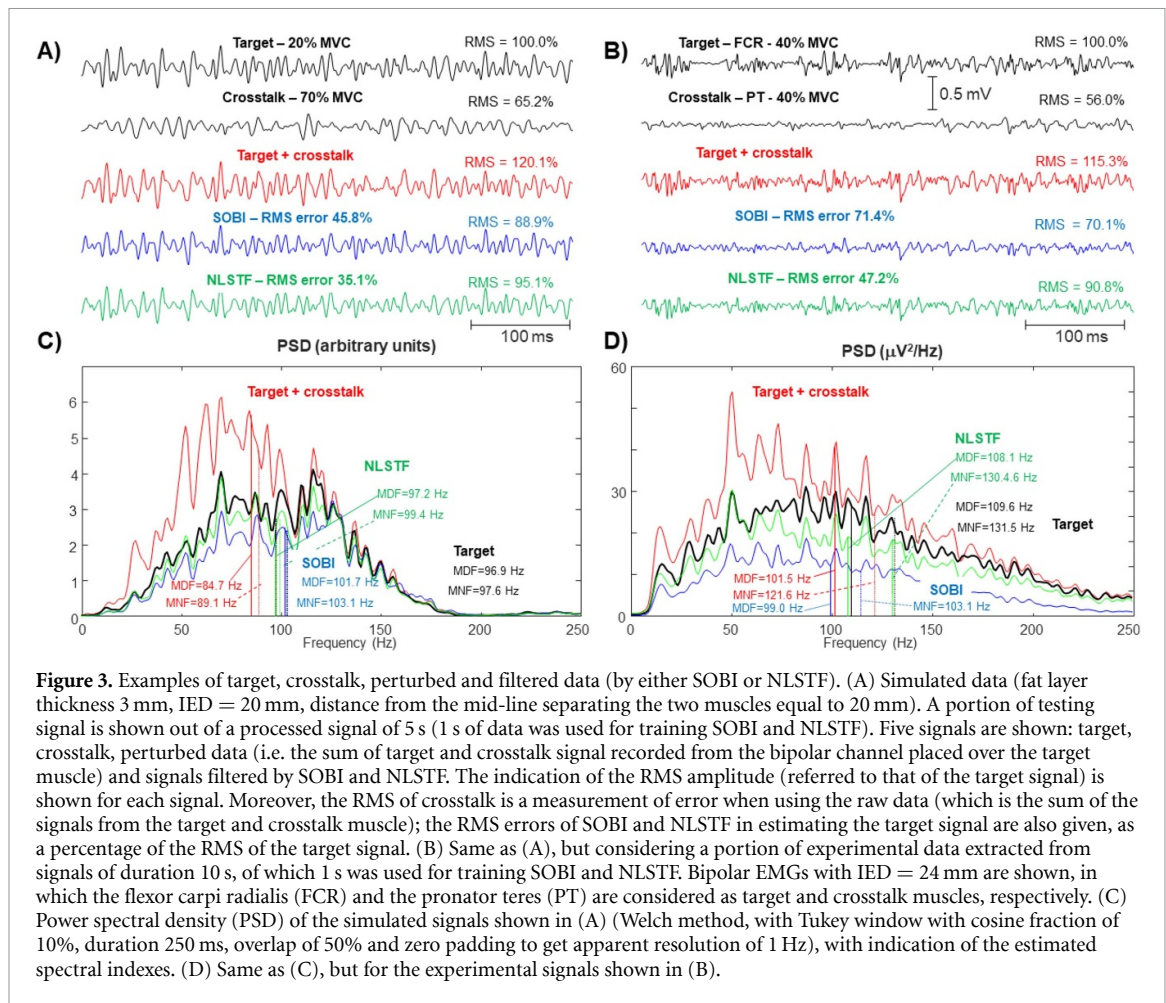 A)
Target – 20% MVC
RMS = 100.0%
Crosstalk – 70% MVC
RMS = 65.2%
Target + crosstalk
RMS = 120.1%
SOBI – RMS error 45.8%
RMS = 88.9%
NLSTF – RMS error 35.1%
RMS = 95.1%
100 ms
B)
Target – FCR - 40% MVC
RMS = 100.0%
0.5 mV
Crosstalk – PT - 40% MVC
RMS = 56.0%
Target + crosstalk
RMS = 115.3%
SOBI – RMS error 71.4%
RMS = 70.1%
NLSTF – RMS error 47.2%
RMS = 90.8%
100 ms
C)
PSD (arbitrary units)
Target + crosstalk
NLSTF
MDF=97.2 Hz
MNF=99.4 Hz
Target
MDF=96.9 Hz
MNF=97.6 Hz
SOBI
MDF=101.7 Hz
MNF=103.1 Hz
MDF=84.7 Hz
MNF=89.1 Hz
6
5
4
3
2
1
0
0 50 100 150 200 250
Frequency (Hz)
D)
PSD (µV²/Hz)
Target + crosstalk
NLSTF
MDF=108.1 Hz
MNF=130.4.6 Hz
MDF=109.6 Hz
MNF=131.5 Hz
Target
MDF=101.5 Hz
MNF=121.6 Hz
MDF=99.0 Hz
SOBI
MNF=103.1 Hz
60
30
0
0 50 100 150 200 250
Frequency (Hz)
Figure 3. Examples of target, crosstalk, perturbed and filtered data (by either SOBI or NLSTF). (A) Simulated data (fat layer
thickness 3 mm, IED = 20 mm, distance from the mid-line separating the two muscles equal to 20 mm). A portion of testing
signal is shown out of a processed signal of 5 s (1 s of data was used for training SOBI and NLSTF). Five signals are shown: target,
crosstalk, perturbed data (i.e. the sum of target and crosstalk signal recorded from the bipolar channel placed over the target
muscle) and signals filtered by SOBI and NLSTF. The indication of the RMS amplitude (referred to that of the target signal) is
shown for each signal. Moreover, the RMS of crosstalk is a measurement of error when using the raw data (which is the sum of the
signals from the target and crosstalk muscle); the RMS errors of SOBI and NLSTF in estimating the target signal are also given, as
a percentage of the RMS of the target signal. (B) Same as (A), but considering a portion of experimental data extracted from
signals of duration 10 s, of which 1 s was used for training SOBI and NLSTF. Bipolar EMGs with IED = 24 mm are shown, in
which the flexor carpi radialis (FCR) and the pronator teres (PT) are considered as target and crosstalk muscles, respectively. (C)
Power spectral density (PSD) of the simulated signals shown in (A) (Welch method, with Tukey window with cosine fraction of
10%, duration 250 ms, overlap of 50% and zero padding to get apparent resolution of 1 Hz), with indication of the estimated
spectral indexes. (D) Same as (C), but for the experimental signals shown in (B).